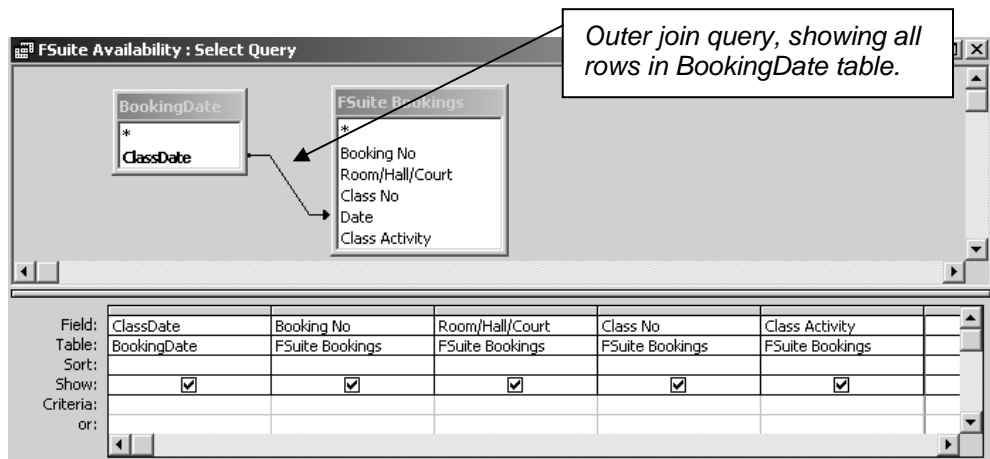 Outer join query, showing all
rows in BookingDate table.
FSuite Availability : Select Query
BookingDate
*
ClassDate
FSuite Bookings
*
Booking No
Room/Hall/Court
Class No
Date
Class Activity
Field: ClassDate Booking No Room/Hall/Court Class No Class Activity
Table: BookingDate FSuite Bookings FSuite Bookings FSuite Bookings FSuite Bookings
Sort:
Show:
Criteria:
or: